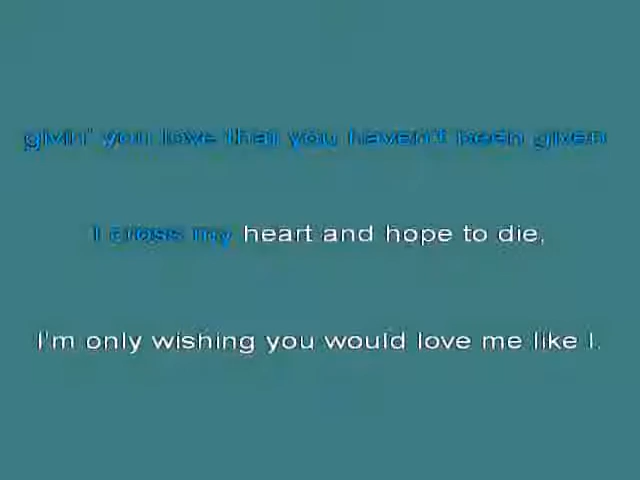 givin' you love that you haven't been given
I cross my heart and hope to die,
I'm only wishing you would love me like I.